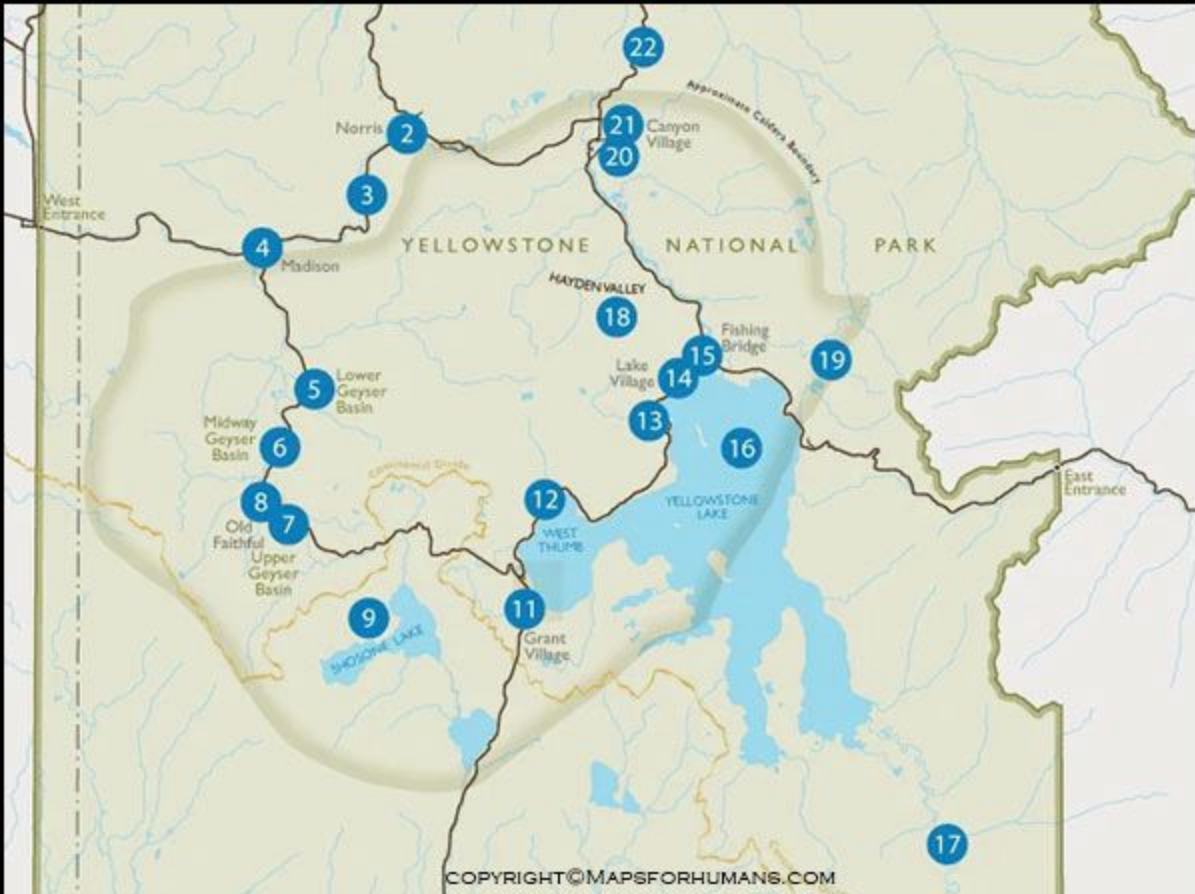 22
Approximate Caldera Boundary
Norris
2
21
Canyon
Village
20
3
West
Entrance
4
Madison
YELLOWSTONE NATIONAL PARK
HAYDEN VALLEY
18
Fishing
Bridge
15
19
Lake
Village
14
5
Lower
Geyser
Basin
13
Midway
Geyser
Basin
6
16
Continental Divide
East
Entrance
8
12
YELLOWSTONE
LAKE
7
Old
Faithful
WEST
THUMB
Upper
Geyser
Basin
9
11
SHOSONE LAKE
Grant
Village
17
COPYRIGHT©MAPSFORHUMANS.COM